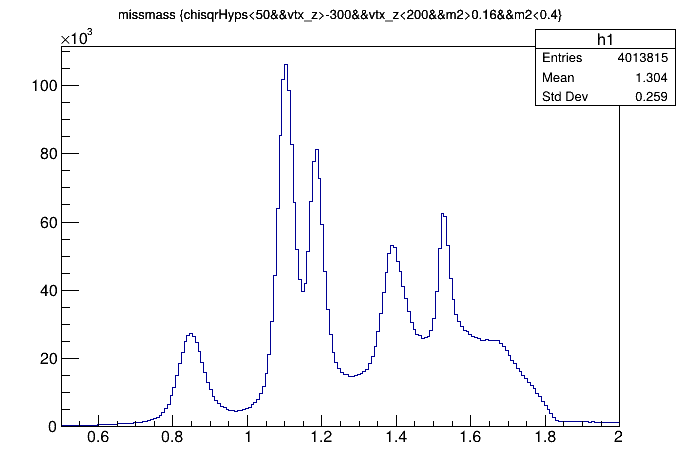 missmass {chisqrHyps<50&&vtx_z>-300&&vtx_z<200&&m2>0.16&&m2<0.4}
×10³
h1
Entries 4013815
Mean 1.304
Std Dev 0.259
100
80
60
40
20
0
0.6 0.8 1 1.2 1.4 1.6 1.8 2